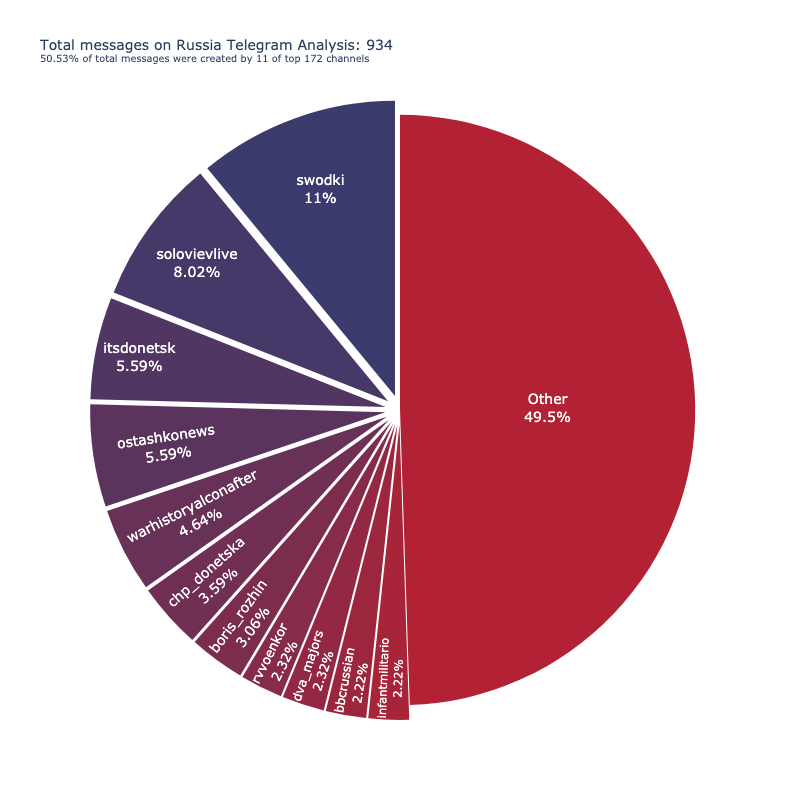 Total messages on Russia Telegram Analysis: 934
50.53% of total messages were created by 11 of top 172 channels
swodki
11%
solovievlive
8.02%
itsdonetsk
5.59%
ostashkonews
5.59%
warhistoryalconafter
4.64%
chp_donetska
3.59%
boris_rozhin
3.06%
rvvoenkor
2.32%
dva_majors
2.32%
bbcrussian
2.22%
infantmilitario
2.22%
Other
49.5%